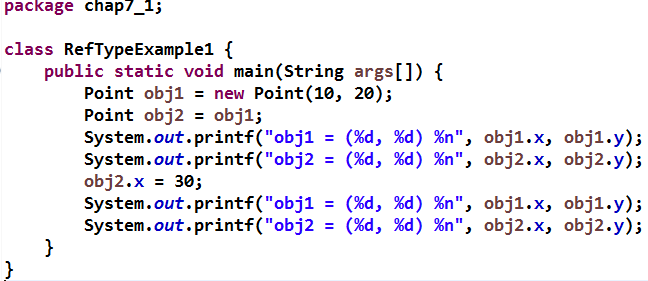 package chap7_1;
class RefTypeExample1 {
public static void main(String args[]) {
Point obj1 = new Point(10, 20);
Point obj2 = obj1;
System.out.printf("obj1 = (%d, %d) %n", obj1.x, obj1.y);
System.out.printf("obj2 = (%d, %d) %n", obj2.x, obj2.y);
obj2.x = 30;
System.out.printf("obj1 = (%d, %d) %n", obj1.x, obj1.y);
System.out.printf("obj2 = (%d, %d) %n", obj2.x, obj2.y);
}
}